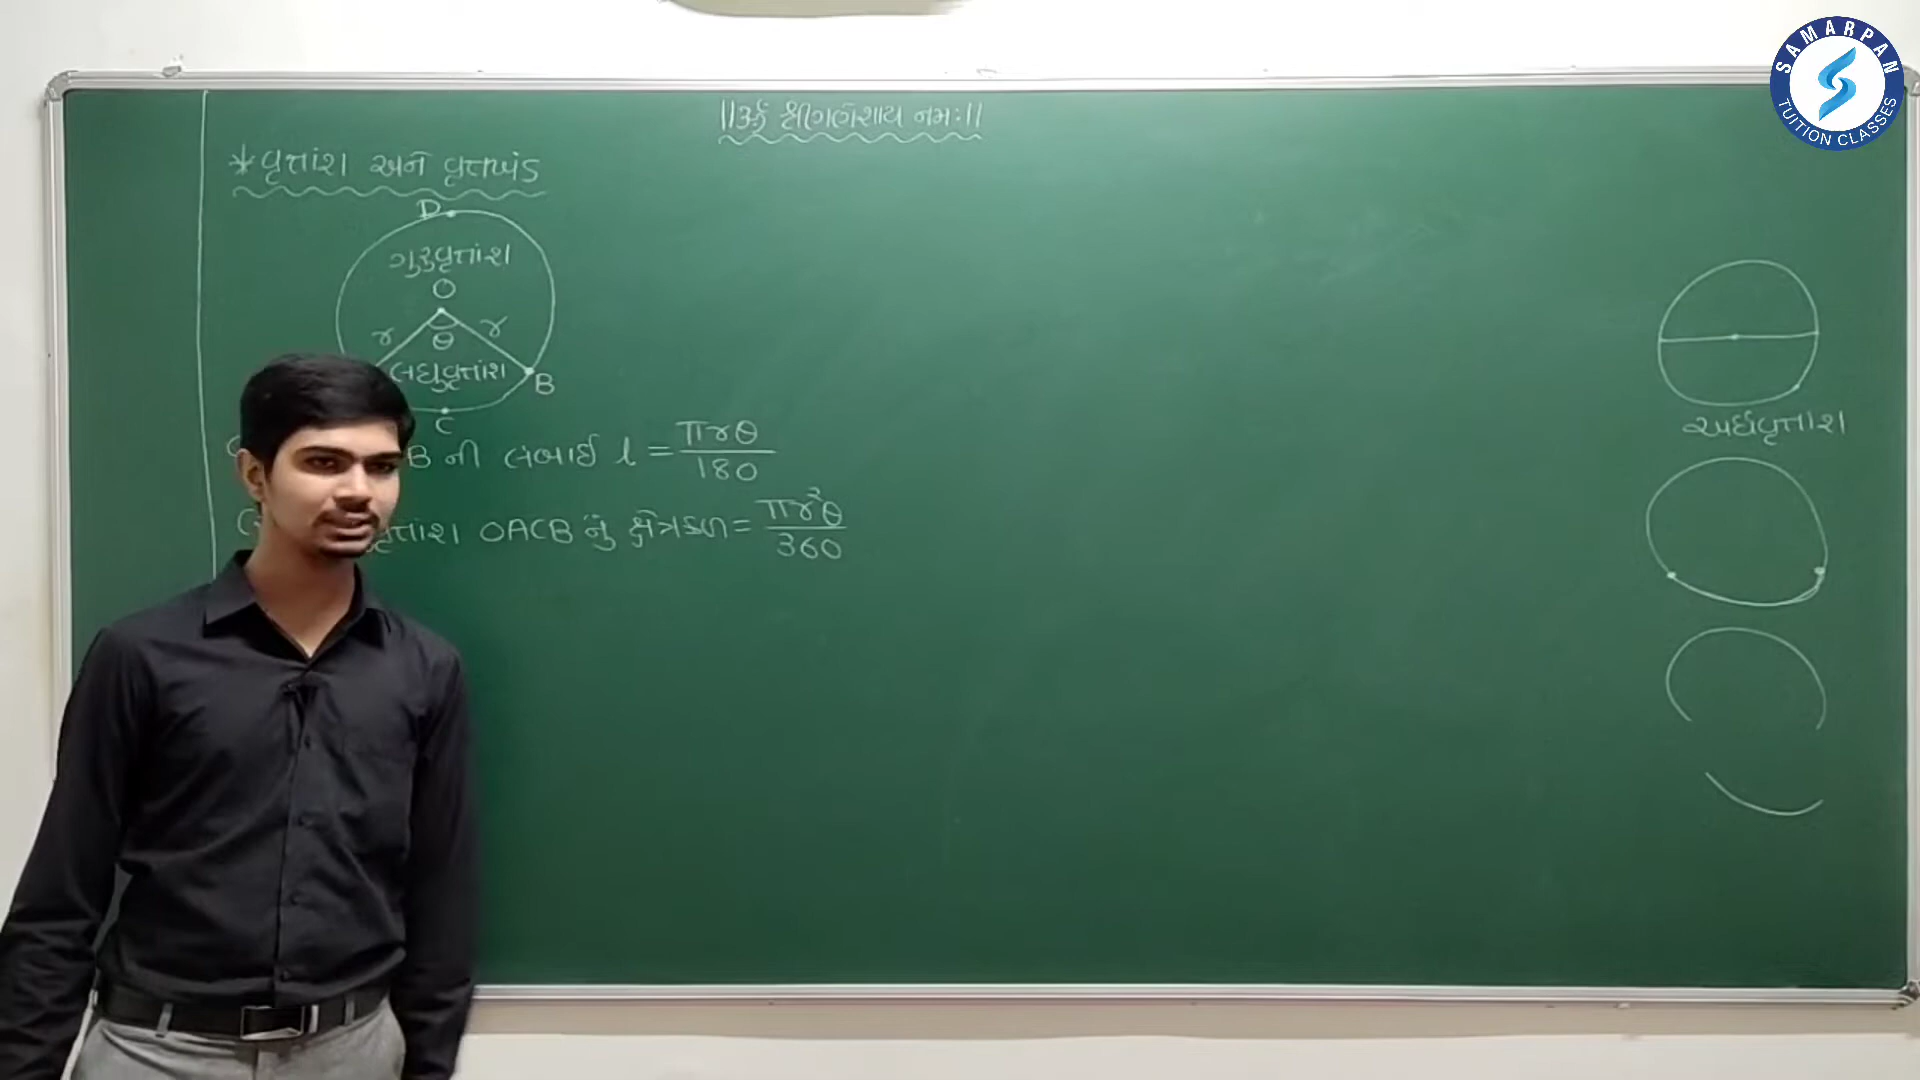 ||ૐ શ્રીગણેશાય નમઃ||
* વૃત્તાંશ અને વૃત્તખંડ
D
ગુરુવૃત્તાંશ
O
r r
θ
લઘુવૃત્તાંશ
B
C
B ની લંબાઈ l = πrθ/180
વૃત્તાંશ OACB નું ક્ષેત્રફળ = πr²θ/360
અર્ધવૃત્તાંશ
SAMARPAN
S
TUITION CLASSES